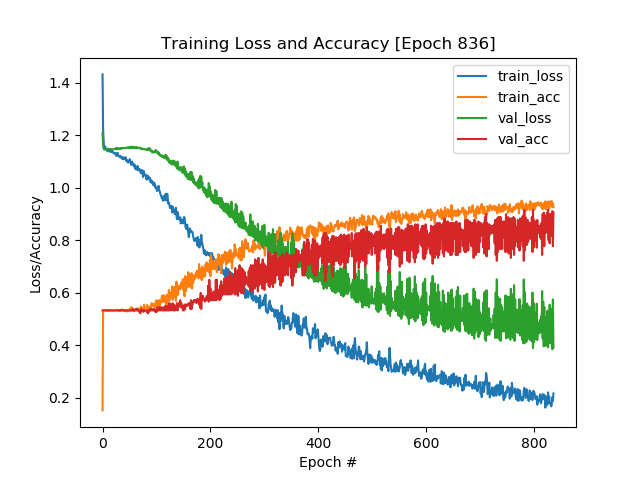 Training Loss and Accuracy [Epoch 836]
train_loss
train_acc
val_loss
val_acc
1.4
1.2
1.0
0.8
0.6
0.4
0.2
Loss/Accuracy
0 200 400 600 800
Epoch #